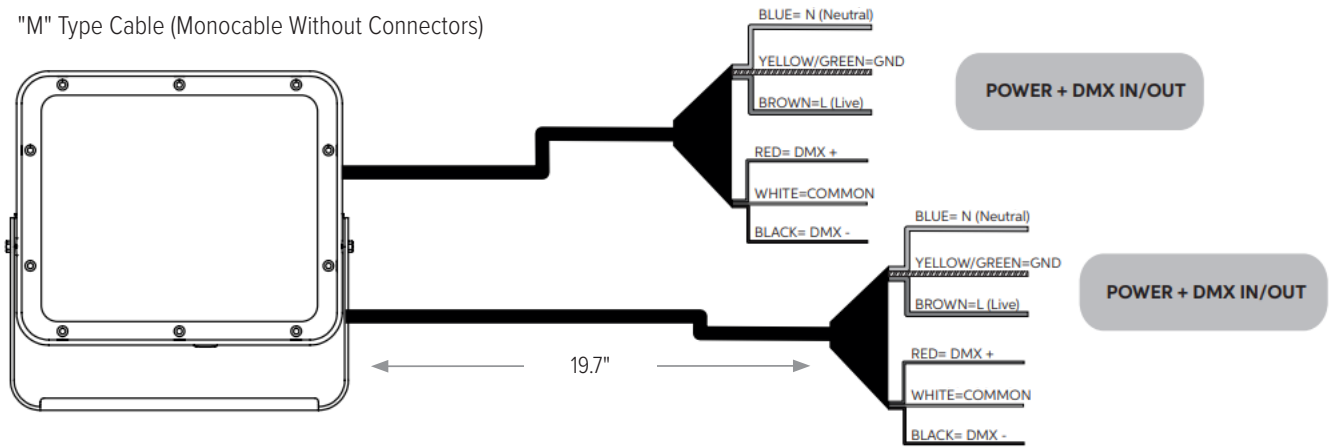 "M" Type Cable (Monocable Without Connectors)
BLUE= N (Neutral)
YELLOW/GREEN=GND
BROWN=L (Live)
RED= DMX +
WHITE=COMMON
BLACK= DMX -
POWER + DMX IN/OUT
BLUE= N (Neutral)
YELLOW/GREEN=GND
BROWN=L (Live)
RED= DMX +
WHITE=COMMON
BLACK= DMX -
POWER + DMX IN/OUT
19.7"